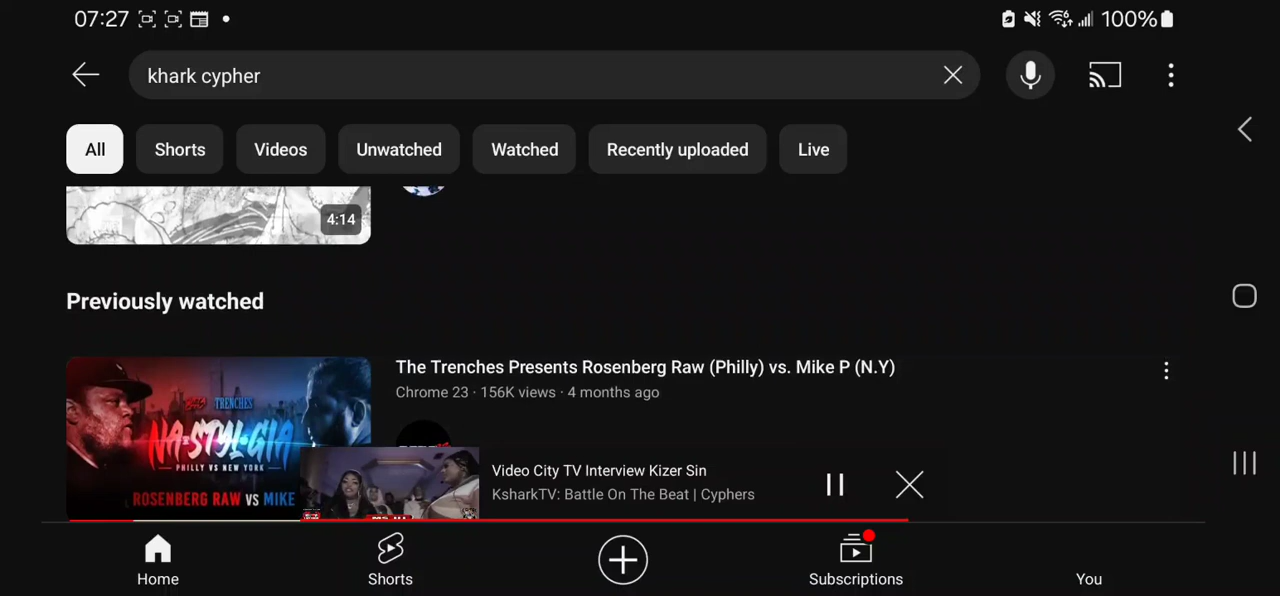 07:27
100%
khark cypher
All
Shorts
Videos
Unwatched
Watched
Recently uploaded
Live
4:14
Previously watched
The Trenches Presents Rosenberg Raw (Philly) vs. Mike P (N.Y)
Chrome 23 · 156K views · 4 months ago
TRENCHES
NA-STYL-GIA
PHILLY VS NEW YORK
ROSENBERG RAW VS MIKE
Video City TV Interview Kizer Sin
KsharkTV: Battle On The Beat | Cyphers
Home
Shorts
Subscriptions
You